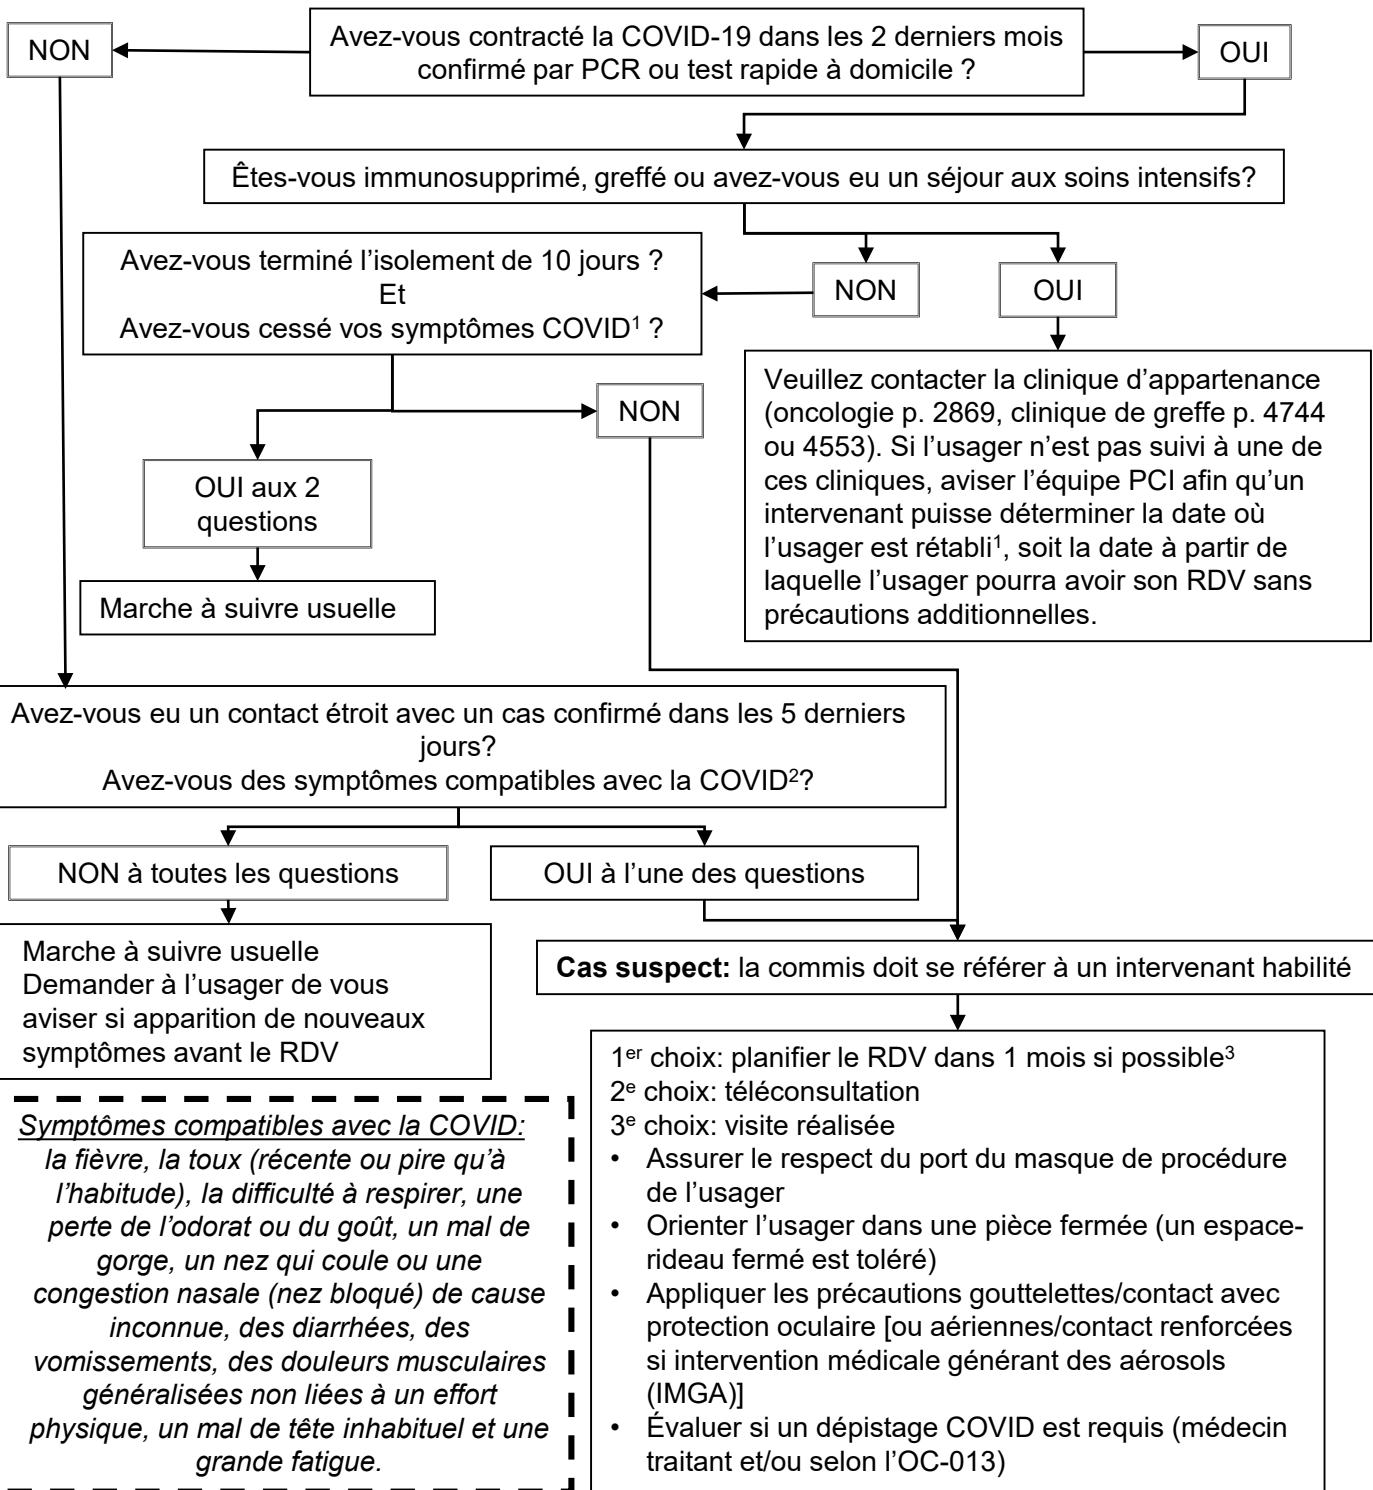 Avez-vous contracté la COVID-19 dans les 2 derniers mois
confirmé par PCR ou test rapide à domicile ?
NON
OUI
Êtes-vous immunosupprimé, greffé ou avez-vous eu un séjour aux soins intensifs?
Avez-vous terminé l’isolement de 10 jours ?
Et
Avez-vous cessé vos symptômes COVID¹ ?
NON
OUI
Veuillez contacter la clinique d’appartenance
(oncologie p. 2869, clinique de greffe p. 4744
ou 4553). Si l’usager n’est pas suivi à une de
ces cliniques, aviser l’équipe PCI afin qu’un
intervenant puisse déterminer la date où
l’usager est rétabli¹, soit la date à partir de
laquelle l’usager pourra avoir son RDV sans
précautions additionnelles.
NON
OUI aux 2
questions
Marche à suivre usuelle
Avez-vous eu un contact étroit avec un cas confirmé dans les 5 derniers
jours?
Avez-vous des symptômes compatibles avec la COVID²?
NON à toutes les questions
OUI à l’une des questions
Marche à suivre usuelle
Demander à l’usager de vous
aviser si apparition de nouveaux
symptômes avant le RDV
Cas suspect: la commis doit se référer à un intervenant habilité
1er choix: planifier le RDV dans 1 mois si possible³
2e choix: téléconsultation
3e choix: visite réalisée
• Assurer le respect du port du masque de procédure
de l’usager
• Orienter l’usager dans une pièce fermée (un espace-
rideau fermé est toléré)
• Appliquer les précautions gouttelettes/contact avec
protection oculaire [ou aériennes/contact renforcées
si intervention médicale générant des aérosols
(IMGA)]
• Évaluer si un dépistage COVID est requis (médecin
traitant et/ou selon l’OC-013)
Symptômes compatibles avec la COVID:
la fièvre, la toux (récente ou pire qu’à
l’habitude), la difficulté à respirer, une
perte de l’odorat ou du goût, un mal de
gorge, un nez qui coule ou une
congestion nasale (nez bloqué) de cause
inconnue, des diarrhées, des
vomissements, des douleurs musculaires
généralisées non liées à un effort
physique, un mal de tête inhabituel et une
grande fatigue.